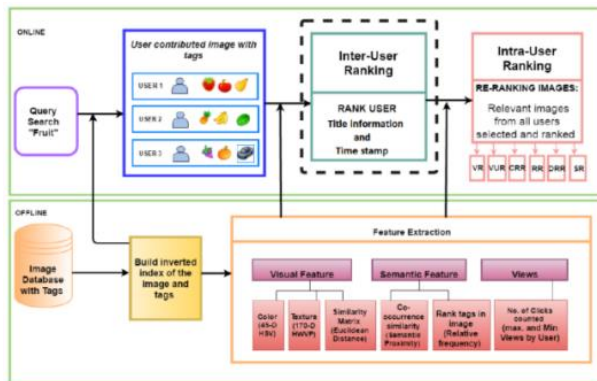 ONLINE
Query
Search
"Fruit"
User contributed image with
tags
USER 1
USER 2
USER 3
Inter-User
Ranking
RANK USER
Title information
and
Time stamp
Intra-User
Ranking
RE-RANKING IMAGES:
Relevant images
from all users
selected and ranked
VR
VUR
CRR
RR
DRR
SR
OFFLINE
Image
Database
with Tags
Build inverted
index of the
image and
tags
Feature Extraction
Visual Feature
Semantic Feature
Views
Color
HSV)
Texture
(170-D
HWVP)
Similarity
Matrix
(Euclidean
Distance)
Co-
occurrence
similarity
(Semantic
Proximity)
Rank tags in
image
(Relative
frequency)
No. of Clicks
counted
(max. and Min
Views by User)